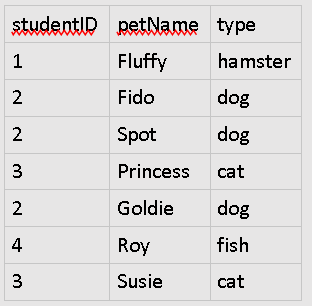 studentID petName type
1 Fluffy hamster
2 Fido dog
2 Spot dog
3 Princess cat
2 Goldie dog
4 Roy fish
3 Susie cat